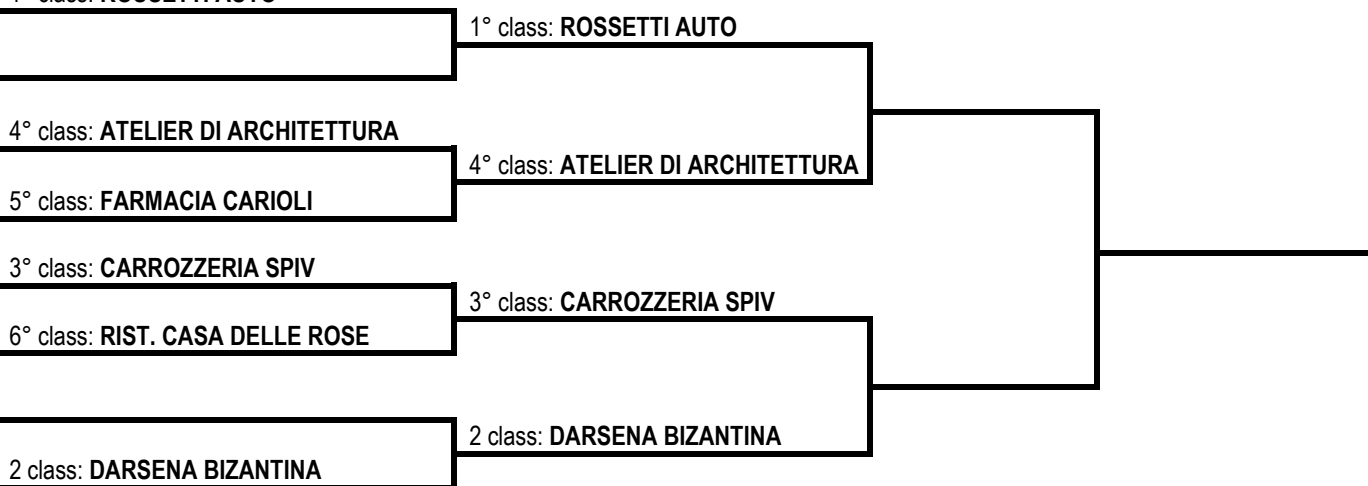 1° class: ROSSETTI AUTO
4° class: ATELIER DI ARCHITETTURA
4° class: ATELIER DI ARCHITETTURA
5° class: FARMACIA CARIOLI
3° class: CARROZZERIA SPIV
3° class: CARROZZERIA SPIV
6° class: RIST. CASA DELLE ROSE
2 class: DARSENA BIZANTINA
2 class: DARSENA BIZANTINA